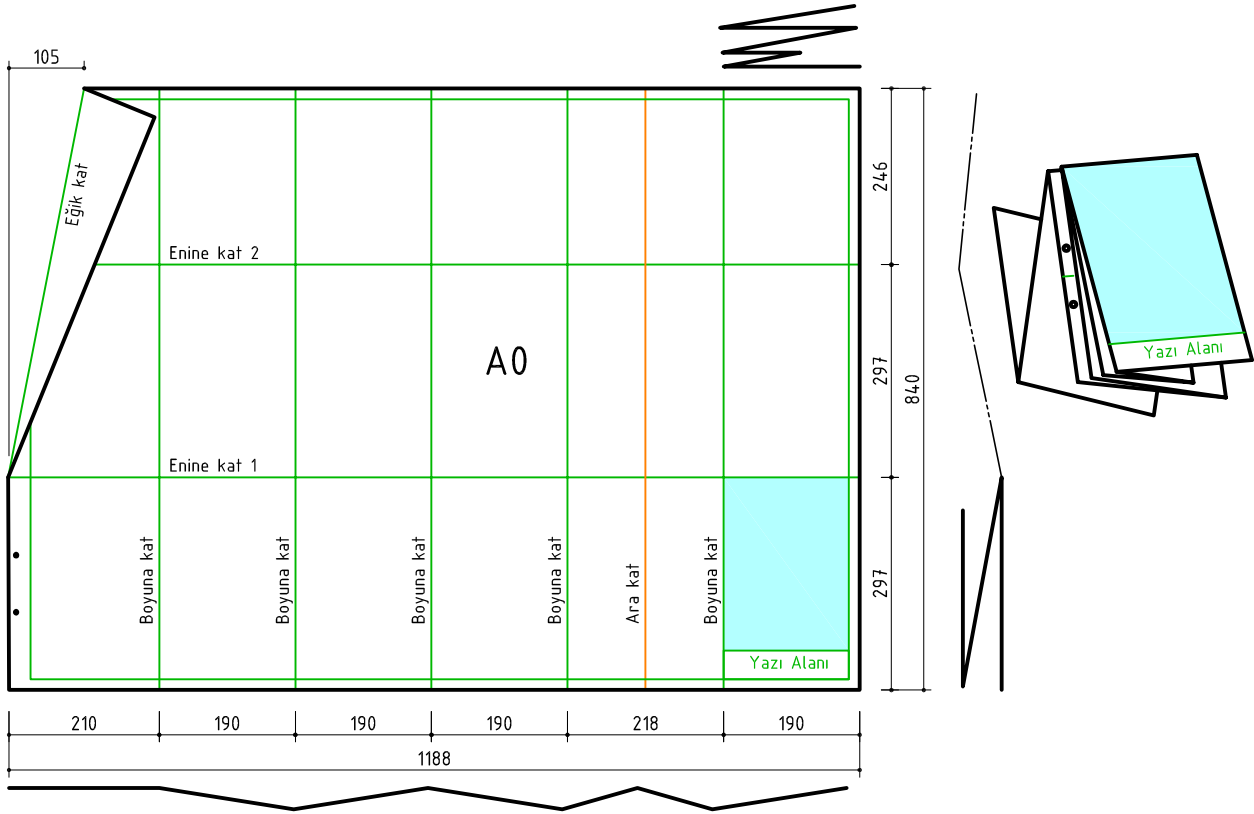 105
Eğik kat
Enine kat 2
246
A0
297
840
Enine kat 1
Boyuna kat
Boyuna kat
Boyuna kat
Boyuna kat
Ara kat
Boyuna kat
297
Yazı Alanı
210
190
190
190
218
190
1188
Yazı Alanı